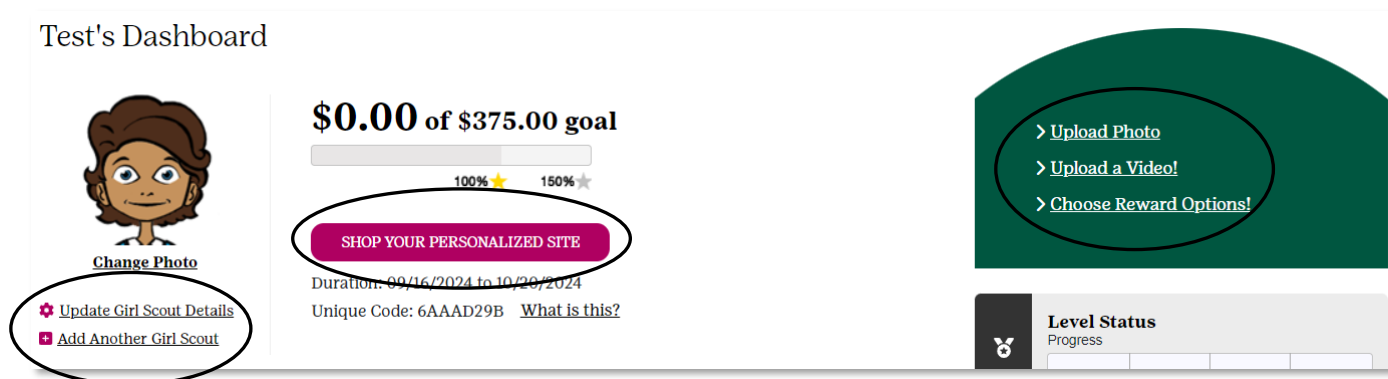 Test's Dashboard
$0.00 of $375.00 goal
100% 150%
SHOP YOUR PERSONALIZED SITE
Duration: 09/16/2024 to 10/20/2024
Unique Code: 6AAAD29B What is this?
Change Photo
Update Girl Scout Details
Add Another Girl Scout
Upload Photo
Upload a Video!
Choose Reward Options!
Level Status
Progress